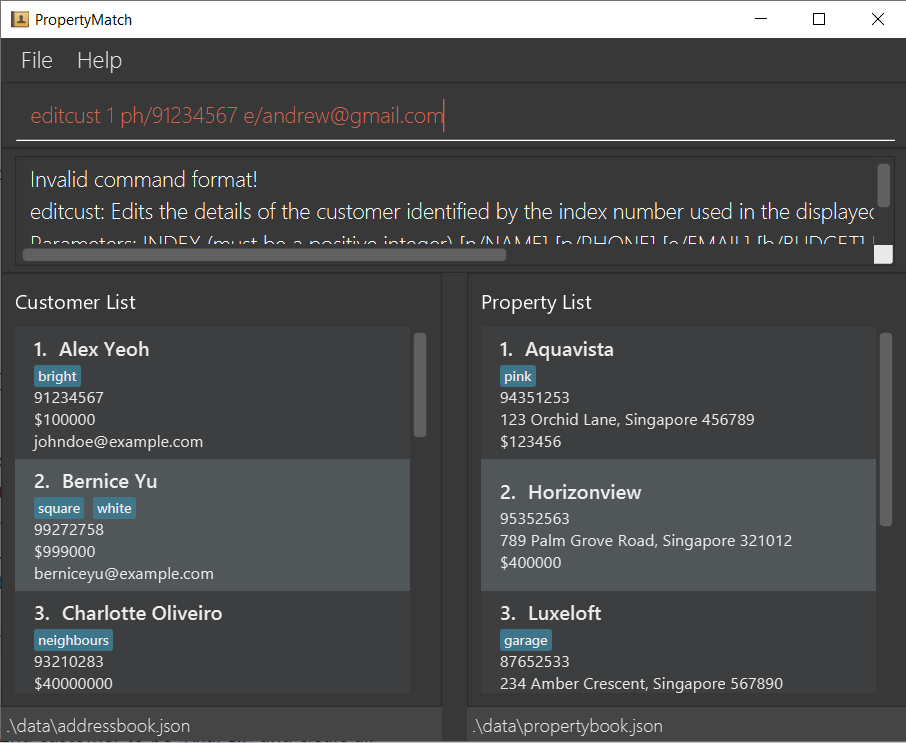 PropertyMatch
File Help
editcust 1 ph/91234567 e/andrew@gmail.com
Invalid command format!
editcust: Edits the details of the customer identified by the index number used in the displayed
Parameters: INDEX (must be a positive integer) [n/NAME] [p/PHONE] [e/EMAIL] [b/BUDGET]
Customer List
1. Alex Yeoh
bright
91234567
$100000
johndoe@example.com
2. Bernice Yu
square white
99272758
$999000
berniceyu@example.com
3. Charlotte Oliveiro
neighbours
93210283
$40000000
.\data\addressbook.json
Property List
1. Aquavista
pink
94351253
123 Orchid Lane, Singapore 456789
$123456
2. Horizonview
95352563
789 Palm Grove Road, Singapore 321012
$400000
3. Luxeloft
garage
87652533
234 Amber Crescent, Singapore 567890
.\data\propertybook.json